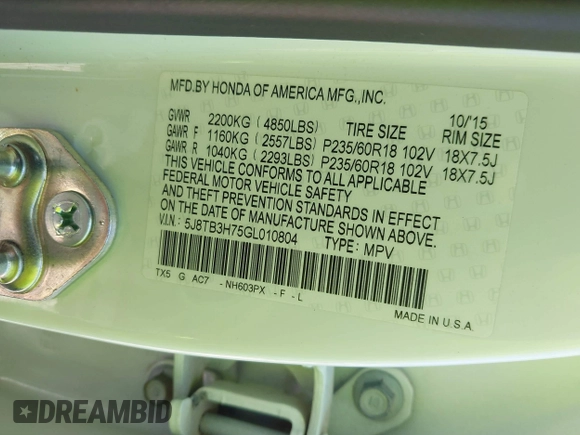 MFD.BY HONDA OF AMERICA MFG.,INC.
10/'15
GVWR 2200KG (4850LBS) TIRE SIZE RIM SIZE
GAWR F 1160KG (2557LBS) P235/60R18 102V 18X7.5J
GAWR R 1040KG (2293LBS) P235/60R18 102V 18X7.5J
THIS VEHICLE CONFORMS TO ALL APPLICABLE
FEDERAL MOTOR VEHICLE SAFETY
AND THEFT PREVENTION STANDARDS IN EFFECT
ON THE DATE OF MANUFACTURE SHOWN ABOVE.
V.I.N.: 5J8TB3H75GL010804 TYPE: MPV
TX5 G AC7 -NH603PX -F -L
MADE IN U.S.A.
DREAMBID